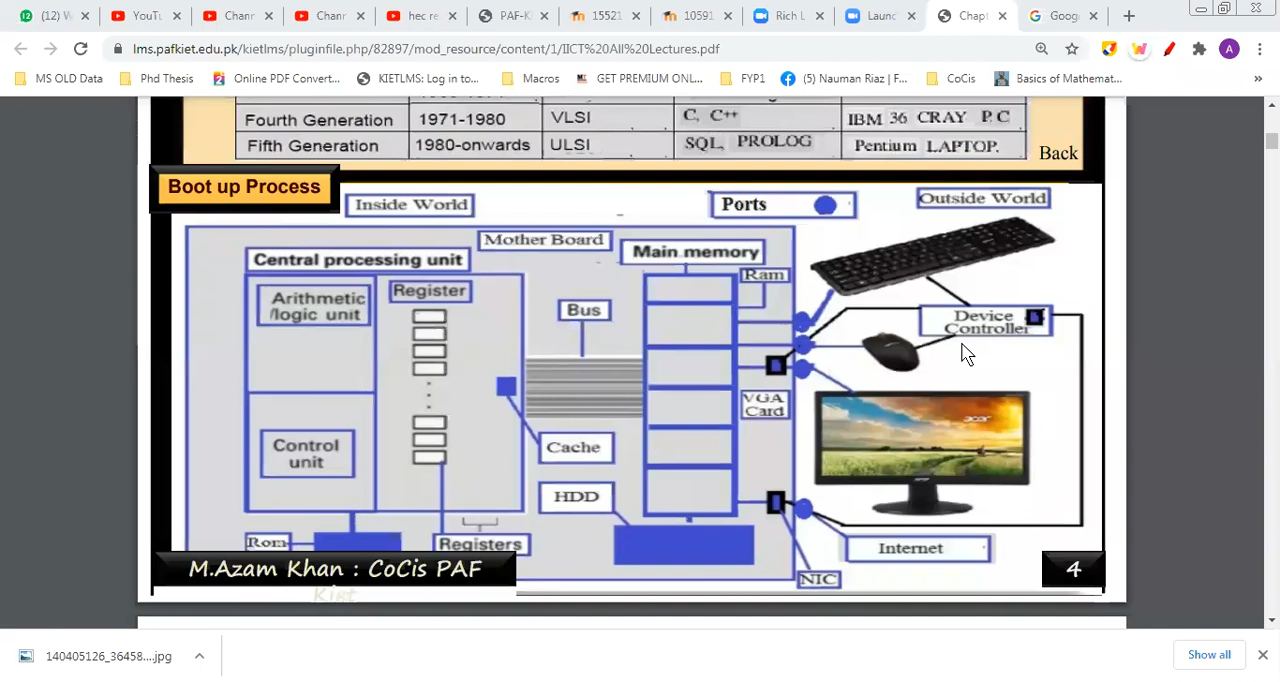 (12) W
YouTu
Chann
Chann
hec re
PAF-K
15521
10591
Rich L
Launc
Chapt
Goog
lms.pafkiet.edu.pk/kietlms/pluginfile.php/82897/mod_resource/content/1/IICT%20All%20Lectures.pdf
A
MS OLD Data
Phd Thesis
Online PDF Convert...
KIETLMS: Log in to...
Macros
GET PREMIUM ONL...
FYP1
(5) Nauman Riaz | F...
CoCis
Basics of Mathemat...
»
Fourth Generation 1971-1980 VLSI C, C++ IBM 36 CRAY P.C
Fifth Generation 1980-onwards ULSI SQL, PROLOG Pentium LAPTOP.
Back
Boot up Process
Inside World
Ports
Outside World
Mother Board
Main memory
Central processing unit
Ram
Arithmetic
/logic unit
Register
Bus
Device
Controller
VGA
Card
Control
unit
Cache
acer
HDD
Rom
Registers
Internet
NIC
M.Azam Khan : CoCis PAF
Kiet
4
140405126_36458....jpg
Show all